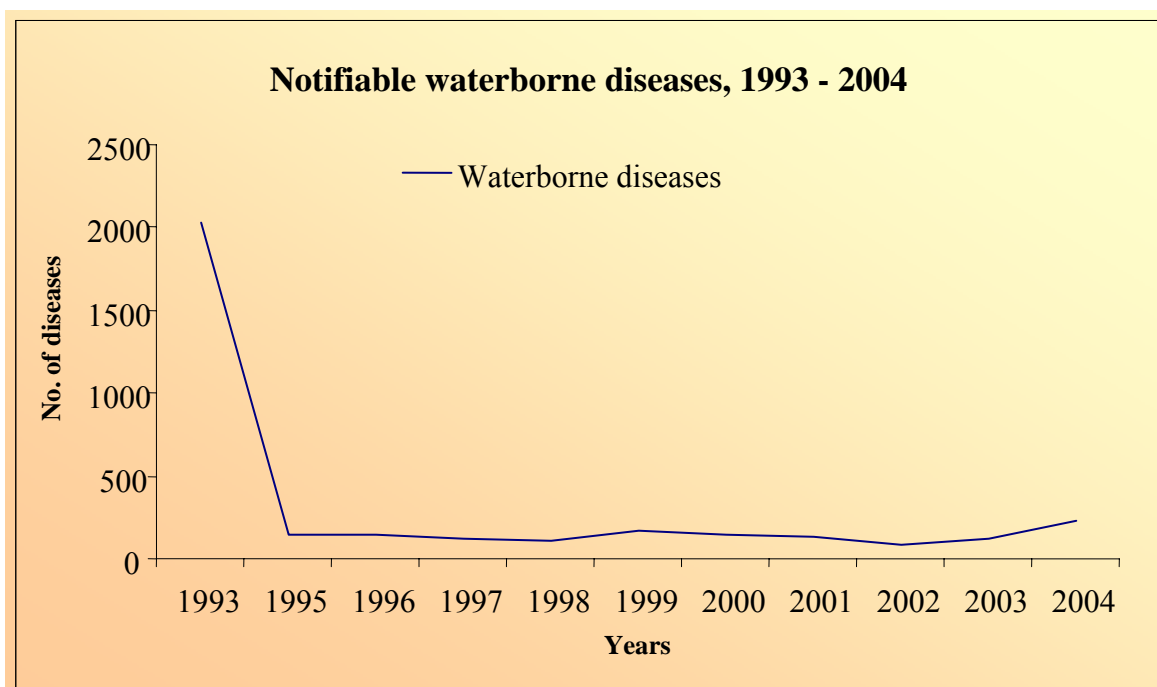 Notifiable waterborne diseases, 1993 - 2004
Waterborne diseases
No. of diseases
2500
2000
1500
1000
500
0
1993 1995 1996 1997 1998 1999 2000 2001 2002 2003 2004
Years